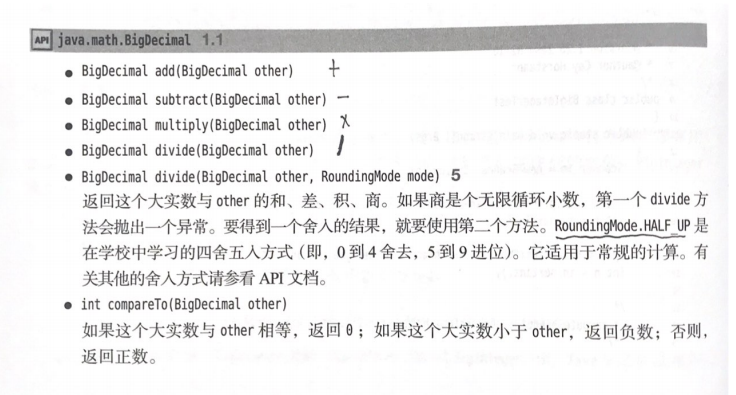 API java.math.BigDecimal 1.1
● BigDecimal add(BigDecimal other) +
● BigDecimal subtract(BigDecimal other) −
● BigDecimal multiply(BigDecimal other) ×
● BigDecimal divide(BigDecimal other) /
● BigDecimal divide(BigDecimal other, RoundingMode mode) 5
返回这个大实数与 other 的和、差、积、商。如果商是个无限循环小数，第一个 divide 方
法会抛出一个异常。要得到一个舍入的结果，就要使用第二个方法。RoundingMode.HALF_UP 是
在学校中学习的四舍五入方式（即，0 到 4 舍去，5 到 9 进位）。它适用于常规的计算。有
关其他的舍入方式请参看 API 文档。
● int compareTo(BigDecimal other)
如果这个大实数与 other 相等，返回 0；如果这个大实数小于 other，返回负数；否则，
返回正数。